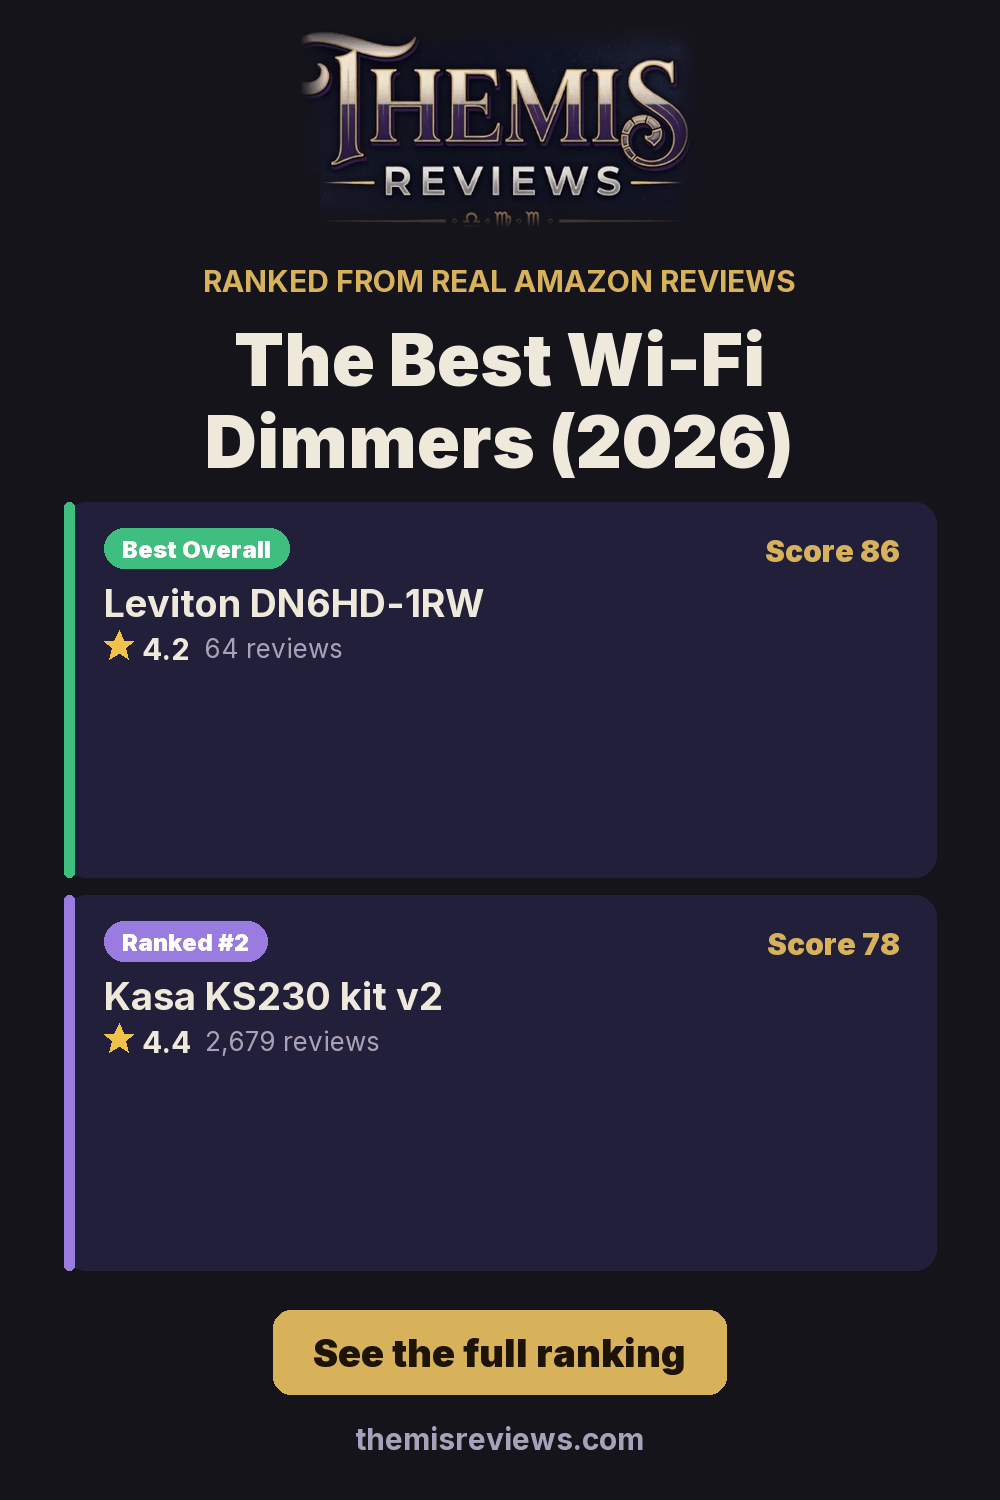 THEMIS
REVIEWS
♎ · ♍ · ♏
RANKED FROM REAL AMAZON REVIEWS
The Best Wi-Fi
Dimmers (2026)
Best Overall
Score 86
Leviton DN6HD-1RW
4.2 64 reviews
Ranked #2
Score 78
Kasa KS230 kit v2
4.4 2,679 reviews
See the full ranking
themisreviews.com